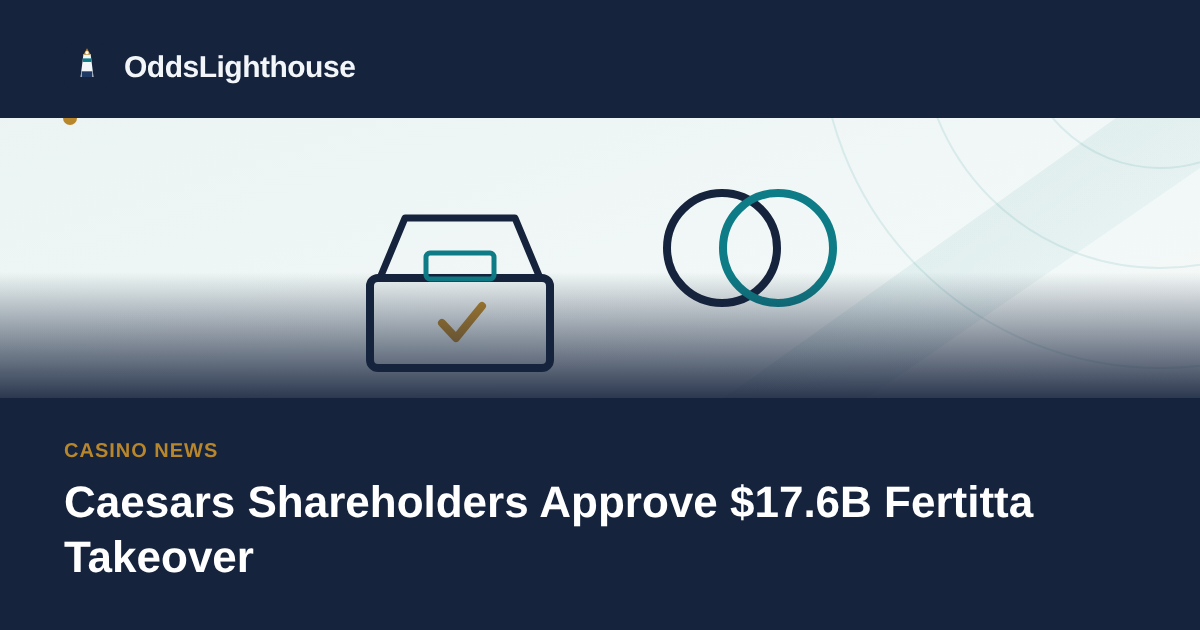 OddsLighthouse
CASINO NEWS
Caesars Shareholders Approve $17.6B Fertitta
Takeover